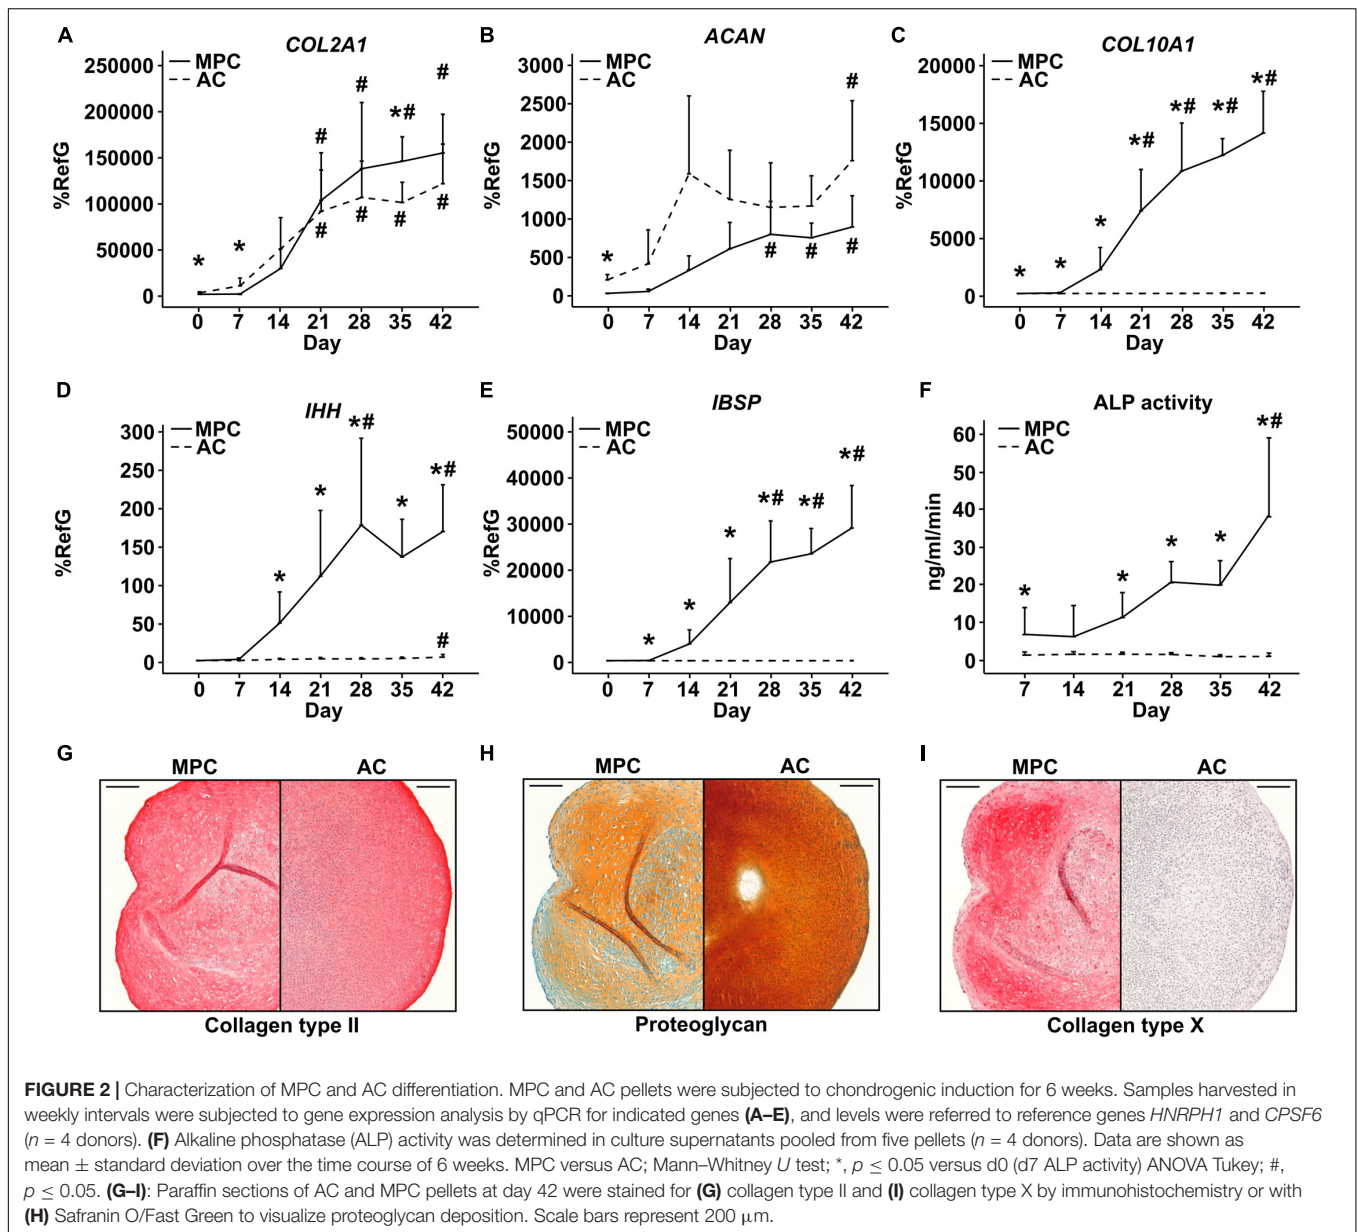 A
COL2A1
MPC
AC
250000
200000
150000
100000
50000
0
%RefG
* * # # *# #
# # # #
0 7 14 21 28 35 42
Day
B
ACAN
MPC
AC
3000
2500
2000
1500
1000
500
0
%RefG
* #
# # #
0 7 14 21 28 35 42
Day
C
COL10A1
MPC
AC
20000
15000
10000
5000
0
%RefG
* * * *# *# *# *#
0 7 14 21 28 35 42
Day
D
IHH
MPC
AC
300
250
200
150
100
50
0
%RefG
* * *# * *#
#
0 7 14 21 28 35 42
Day
E
IBSP
MPC
AC
50000
40000
30000
20000
10000
0
%RefG
* * * *# *# *#
0 7 14 21 28 35 42
Day
F
ALP activity
MPC
AC
60
50
40
30
20
10
0
ng/ml/min
* * * * *#
7 14 21 28 35 42
Day
G
MPC AC
Collagen type II
H
MPC AC
Proteoglycan
I
MPC AC
Collagen type X
FIGURE 2 | Characterization of MPC and AC differentiation. MPC and AC pellets were subjected to chondrogenic induction for 6 weeks. Samples harvested in
weekly intervals were subjected to gene expression analysis by qPCR for indicated genes (A–E), and levels were referred to reference genes HNRPH1 and CPSF6
(n = 4 donors). (F) Alkaline phosphatase (ALP) activity was determined in culture supernatants pooled from five pellets (n = 4 donors). Data are shown as
mean ± standard deviation over the time course of 6 weeks. MPC versus AC; Mann–Whitney U test; *, p ≤ 0.05 versus d0 (d7 ALP activity) ANOVA Tukey; #,
p ≤ 0.05. (G–I): Paraffin sections of AC and MPC pellets at day 42 were stained for (G) collagen type II and (I) collagen type X by immunohistochemistry or with
(H) Safranin O/Fast Green to visualize proteoglycan deposition. Scale bars represent 200 μm.